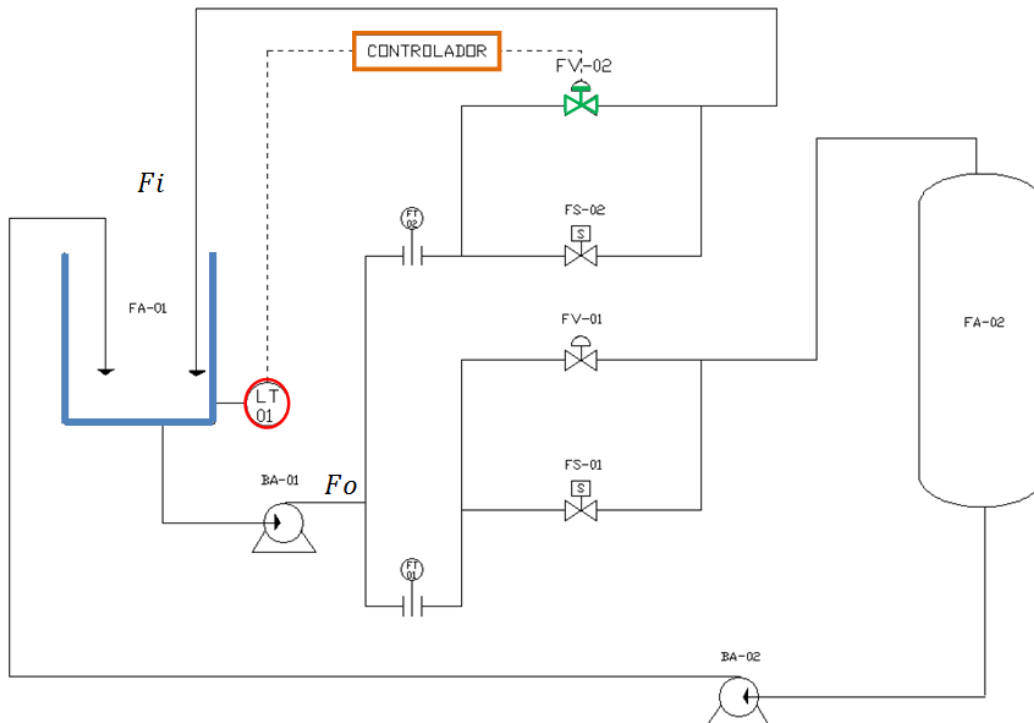 CONTROLADOR
FV-02
Fi
FT
02
FS-02
S
FA-01
FV-01
FA-02
LT
01
FS-01
S
BA-01
Fo
FT
01
BA-02